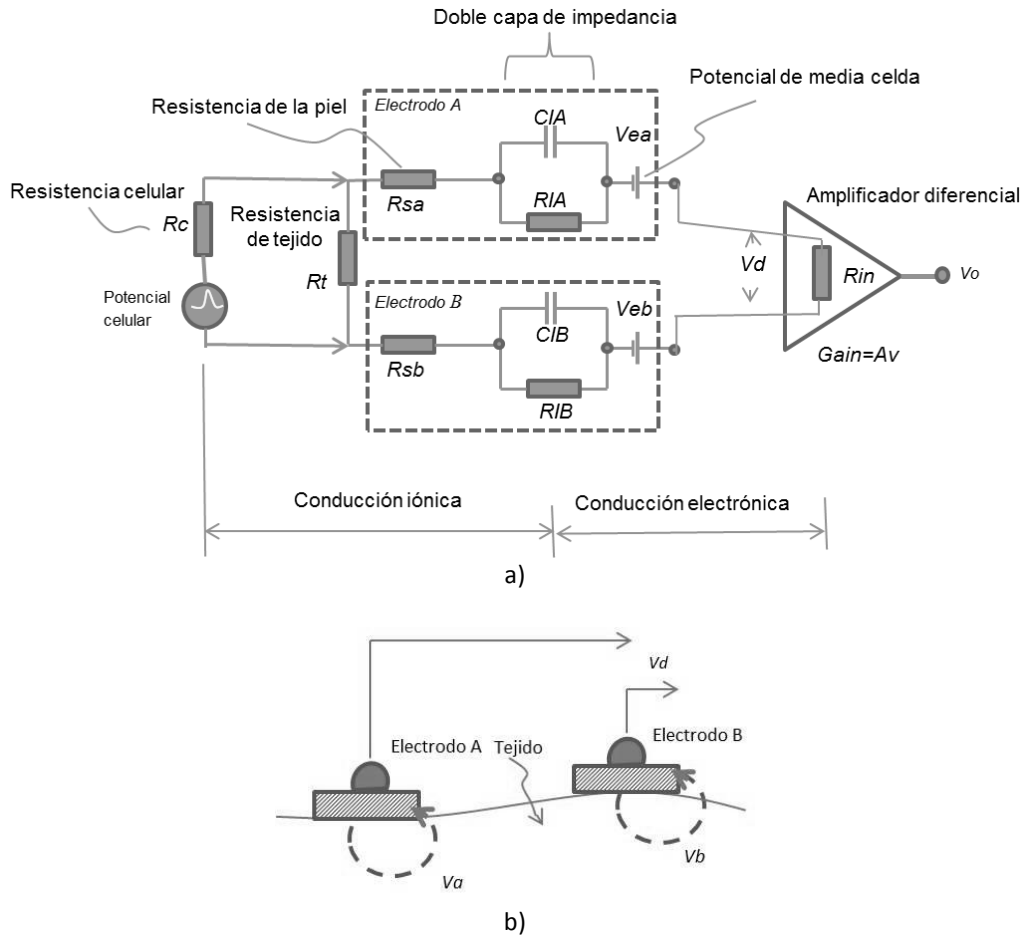 Doble capa de impedancia
Potencial de media celda
Resistencia de la piel
Electrodo A
CIA
Vea
Resistencia celular
Rc
Rsa
RIA
Amplificador diferencial
Resistencia
de tejido
Rt
Vd
Rin
Vo
Potencial
celular
Electrodo B
CIB
Veb
Rsb
RIB
Gain=Av
Conducción iónica
Conducción electrónica
a)
Vd
Electrodo A
Tejido
Electrodo B
Va
Vb
b)